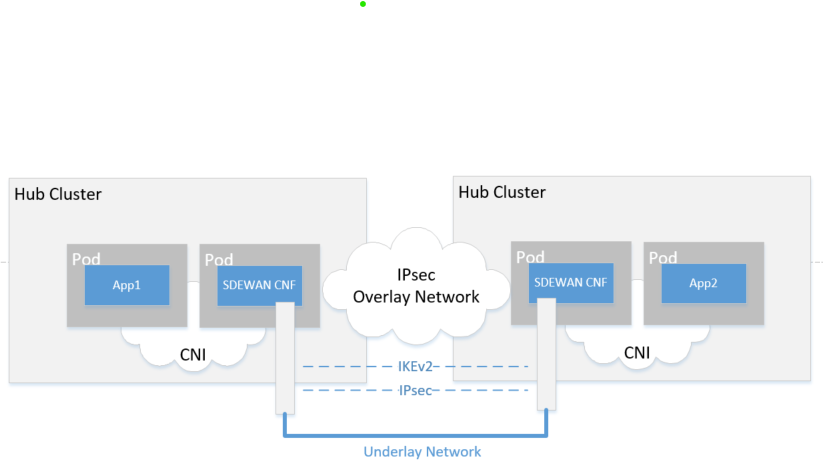 Hub Cluster
Hub Cluster
Pod
Pod
Pod
Pod
App1
SDEWAN CNF
IPsec
Overlay Network
SDEWAN CNF
App2
CNI
CNI
IKEv2
IPsec
Underlay Network